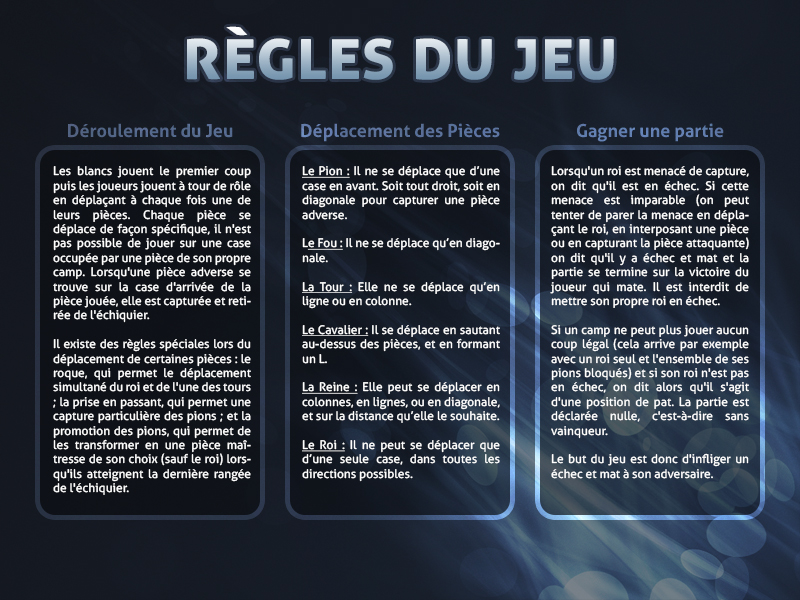 RÈGLES DU JEU
Déroulement du Jeu
Les blancs jouent le premier coup
puis les joueurs jouent à tour de rôle
en déplaçant à chaque fois une de
leurs pièces. Chaque pièce se
déplace de façon spécifique, il n'est
pas possible de jouer sur une case
occupée par une pièce de son propre
camp. Lorsqu'une pièce adverse se
trouve sur la case d'arrivée de la
pièce jouée, elle est capturée et reti-
rée de l'échiquier.
Il existe des règles spéciales lors du
déplacement de certaines pièces : le
roque, qui permet le déplacement
simultané du roi et de l'une des tours
; la prise en passant, qui permet une
capture particulière des pions ; et la
promotion des pions, qui permet de
les transformer en une pièce maî-
tresse de son choix (sauf le roi) lors-
qu'ils atteignent la dernière rangée
de l'échiquier.
Déplacement des Pièces
Le Pion : Il ne se déplace que d’une
case en avant. Soit tout droit, soit en
diagonale pour capturer une pièce
adverse.
Le Fou : Il ne se déplace qu’en diago-
nale.
La Tour : Elle ne se déplace qu’en
ligne ou en colonne.
Le Cavalier : Il se déplace en sautant
au-dessus des pièces, et en formant
un L.
La Reine : Elle peut se déplacer en
colonnes, en lignes, ou en diagonale,
et sur la distance qu’elle le souhaite.
Le Roi : Il ne peut se déplacer que
d’une seule case, dans toutes les
directions possibles.
Gagner une partie
Lorsqu'un roi est menacé de capture,
on dit qu'il est en échec. Si cette
menace est imparable (on peut
tenter de parer la menace en dépla-
çant le roi, en interposant une pièce
ou en capturant la pièce attaquante)
on dit qu'il y a échec et mat et la
partie se termine sur la victoire du
joueur qui mate. Il est interdit de
mettre son propre roi en échec.
Si un camp ne peut plus jouer aucun
coup légal (cela arrive par exemple
avec un roi seul et l'ensemble de ses
pions bloqués) et si son roi n'est pas
en échec, on dit alors qu'il s'agit
d'une position de pat. La partie est
déclarée nulle, c'est-à-dire sans
vainqueur.
Le but du jeu est donc d'infliger un
échec et mat à son adversaire.